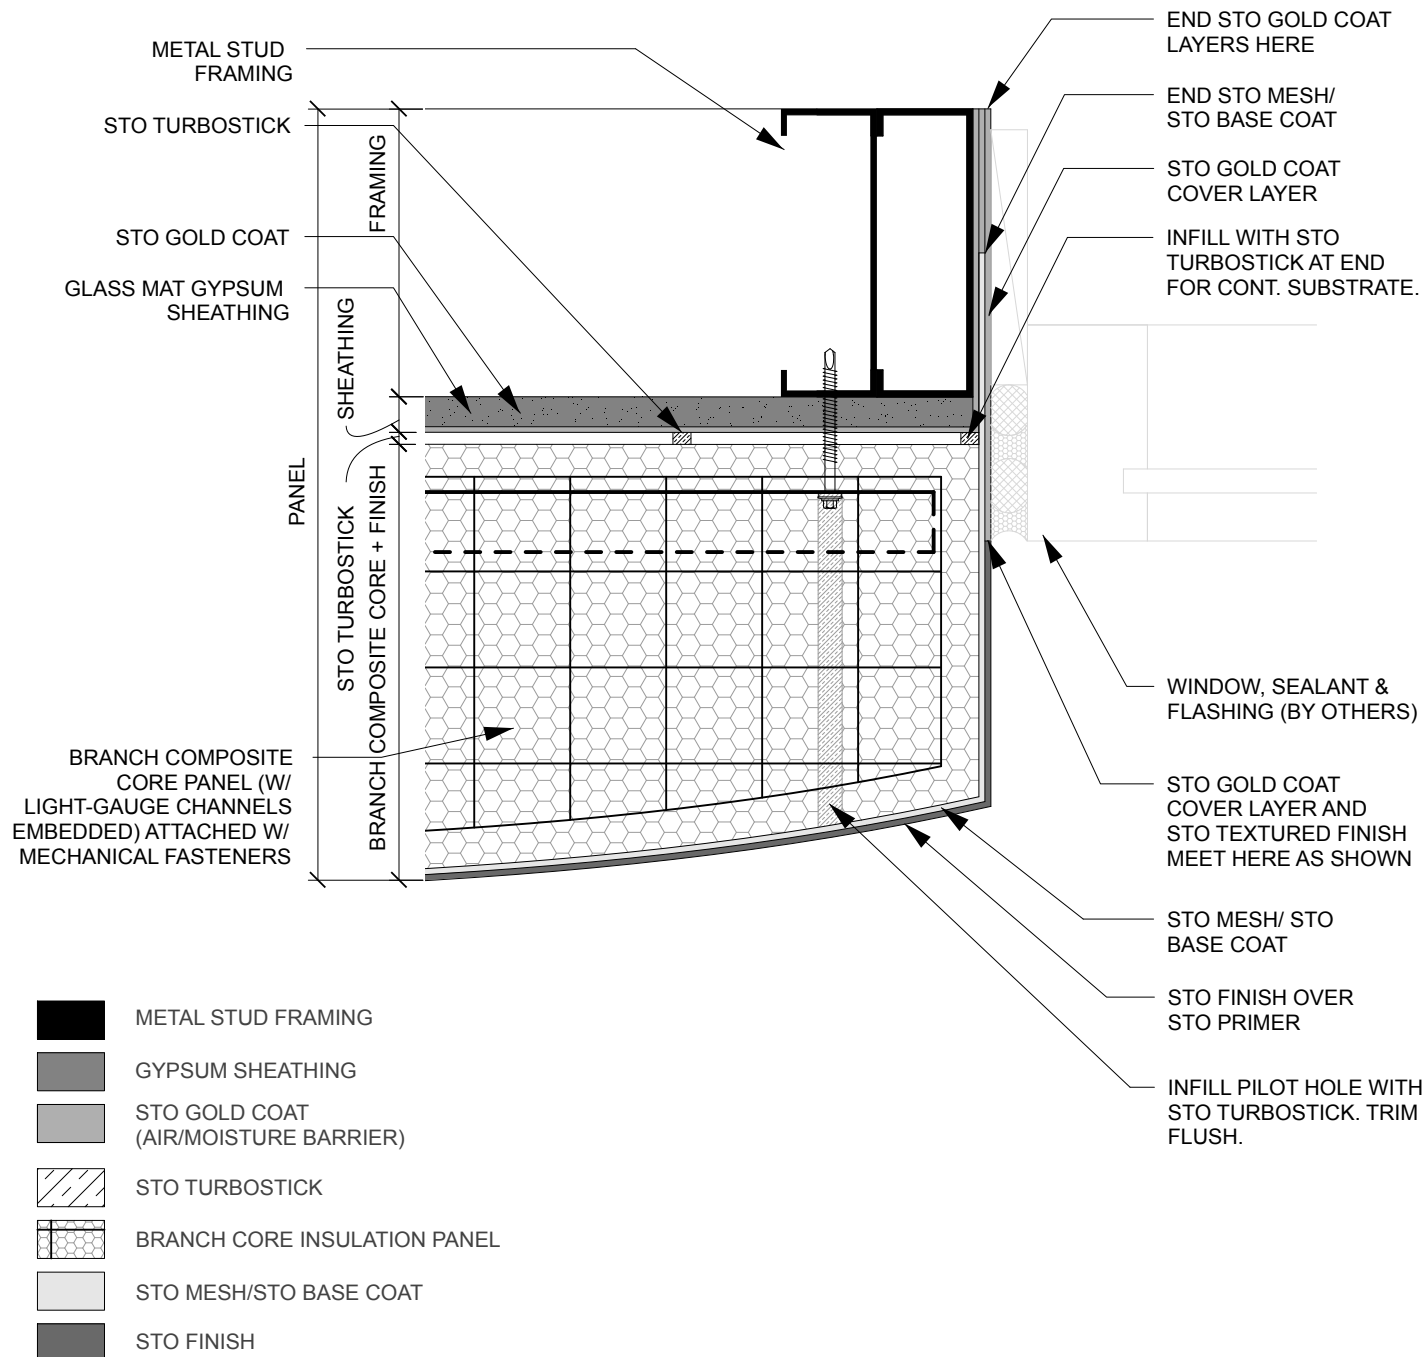 METAL STUD
FRAMING
STO TURBOSTICK
STO GOLD COAT
GLASS MAT GYPSUM
SHEATHING
BRANCH COMPOSITE
CORE PANEL (W/
LIGHT-GAUGE CHANNELS
EMBEDDED) ATTACHED W/
MECHANICAL FASTENERS
PANEL
FRAMING
SHEATHING
STO TURBOSTICK
BRANCH COMPOSITE CORE + FINISH
END STO GOLD COAT
LAYERS HERE
END STO MESH/
STO BASE COAT
STO GOLD COAT
COVER LAYER
INFILL WITH STO
TURBOSTICK AT END
FOR CONT. SUBSTRATE.
WINDOW, SEALANT &
FLASHING (BY OTHERS)
STO GOLD COAT
COVER LAYER AND
STO TEXTURED FINISH
MEET HERE AS SHOWN
STO MESH/ STO
BASE COAT
STO FINISH OVER
STO PRIMER
INFILL PILOT HOLE WITH
STO TURBOSTICK. TRIM
FLUSH.
METAL STUD FRAMING
GYPSUM SHEATHING
STO GOLD COAT
(AIR/MOISTURE BARRIER)
STO TURBOSTICK
BRANCH CORE INSULATION PANEL
STO MESH/STO BASE COAT
STO FINISH